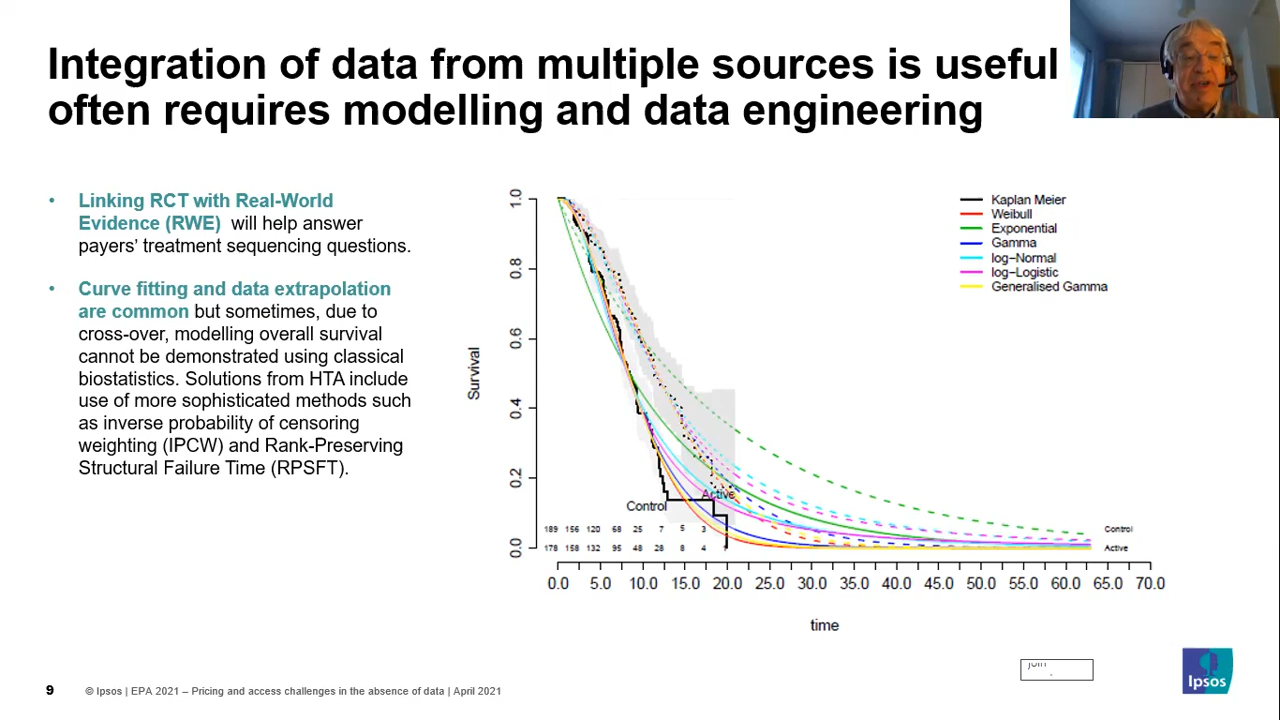 Integration of data from multiple sources is useful
often requires modelling and data engineering
• Linking RCT with Real-World
Evidence (RWE) will help answer
payers’ treatment sequencing questions.
• Curve fitting and data extrapolation
are common but sometimes, due to
cross-over, modelling overall survival
cannot be demonstrated using classical
biostatistics. Solutions from HTA include
use of more sophisticated methods such
as inverse probability of censoring
weighting (IPCW) and Rank-Preserving
Structural Failure Time (RPSFT).
Survival
1.0
0.8
0.6
0.4
0.2
0.0
Kaplan Meier
Weibull
Exponential
Gamma
log–Normal
log–Logistic
Generalised Gamma
Active
Control
189 156 120 68 25 7 5 3 Control
178 158 132 95 48 28 8 4 1 Active
0.0 5.0 10.0 15.0 20.0 25.0 30.0 35.0 40.0 45.0 50.0 55.0 60.0 65.0 70.0
time
9 © Ipsos | EPA 2021 – Pricing and access challenges in the absence of data | April 2021
Ipsos